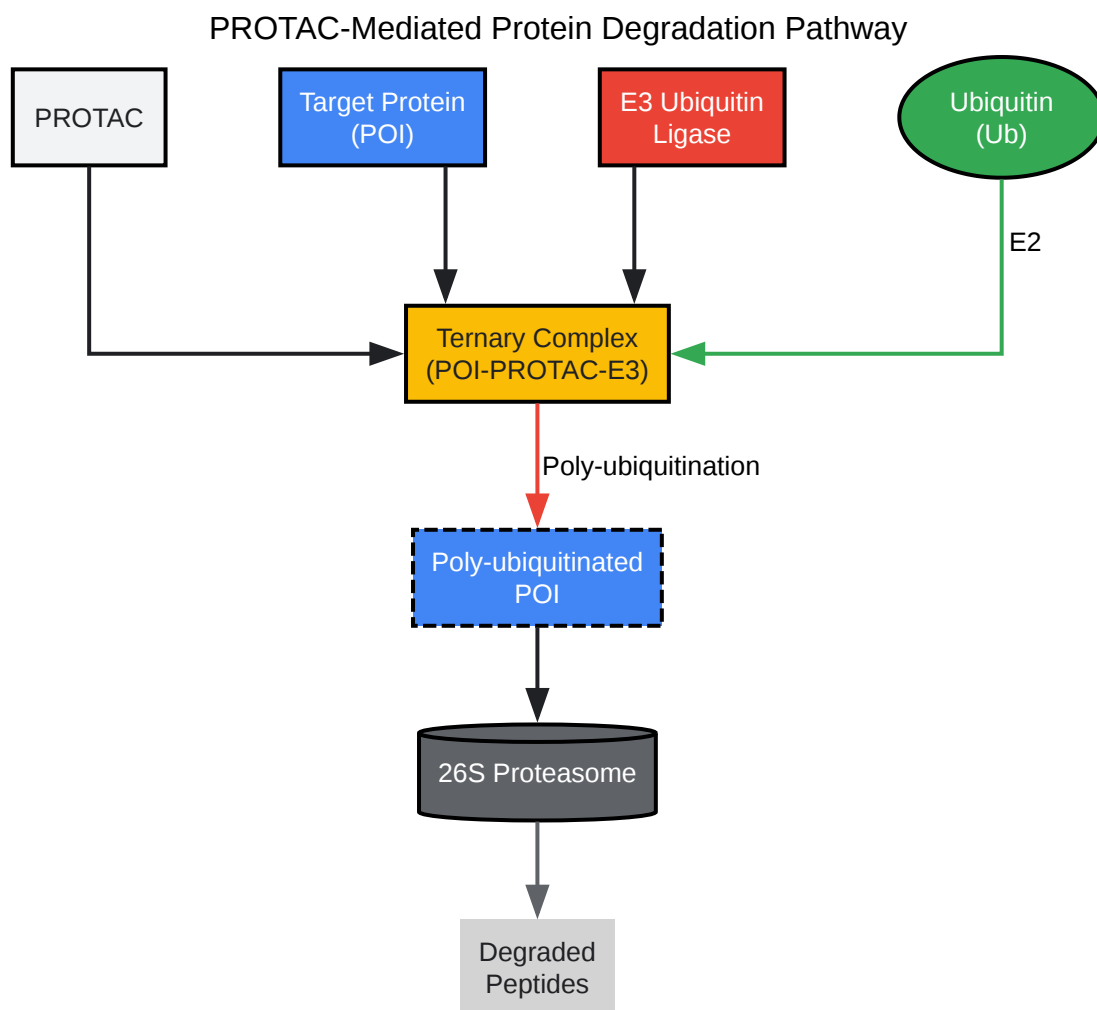 PROTAC-Mediated Protein Degradation Pathway
PROTAC
Target Protein
(POI)
E3 Ubiquitin
Ligase
Ubiquitin
(Ub)
E2
Ternary Complex
(POI-PROTAC-E3)
Poly-ubiquitination
Poly-ubiquitinated
POI
26S Proteasome
Degraded
Peptides